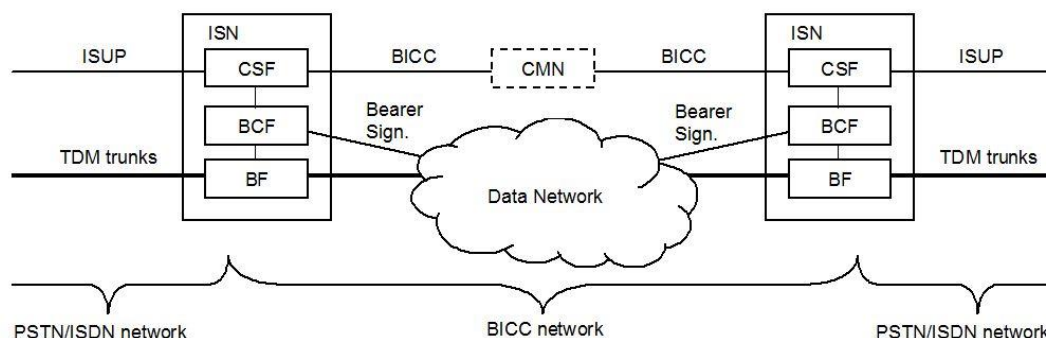 ISN
ISN
ISUP
BICC
BICC
ISUP
CSF
CMN
CSF
Bearer
Sign.
Bearer
Sign.
BCF
BCF
TDM trunks
TDM trunks
BF
BF
Data Network
PSTN/ISDN network
BICC network
PSTN/ISDN network